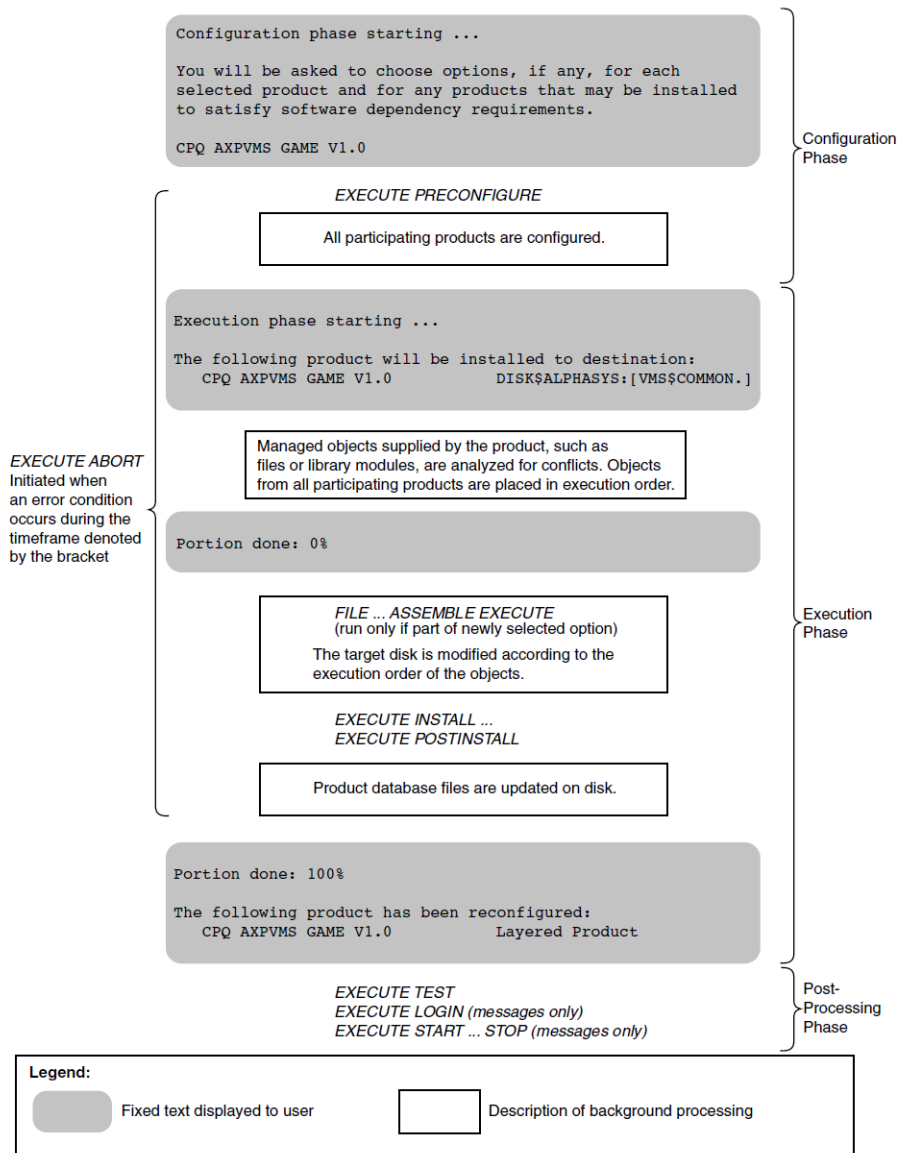 Configuration phase starting ...
You will be asked to choose options, if any, for each
selected product and for any products that may be installed
to satisfy software dependency requirements.
CPQ AXPVMS GAME V1.0
Configuration
Phase
EXECUTE PRECONFIGURE
All participating products are configured.
Execution phase starting ...
The following product will be installed to destination:
CPQ AXPVMS GAME V1.0 DISK$ALPHASYS:[VMS$COMMON.]
Managed objects supplied by the product, such as
files or library modules, are analyzed for conflicts. Objects
from all participating products are placed in execution order.
EXECUTE ABORT
Initiated when
an error condition
occurs during the
timeframe denoted
by the bracket
Portion done: 0%
FILE ... ASSEMBLE EXECUTE
(run only if part of newly selected option)
The target disk is modified according to the
execution order of the objects.
Execution
Phase
EXECUTE INSTALL ...
EXECUTE POSTINSTALL
Product database files are updated on disk.
Portion done: 100%
The following product has been reconfigured:
CPQ AXPVMS GAME V1.0 Layered Product
EXECUTE TEST
EXECUTE LOGIN (messages only)
EXECUTE START ... STOP (messages only)
Post-
Processing
Phase
Legend:
Fixed text displayed to user
Description of background processing